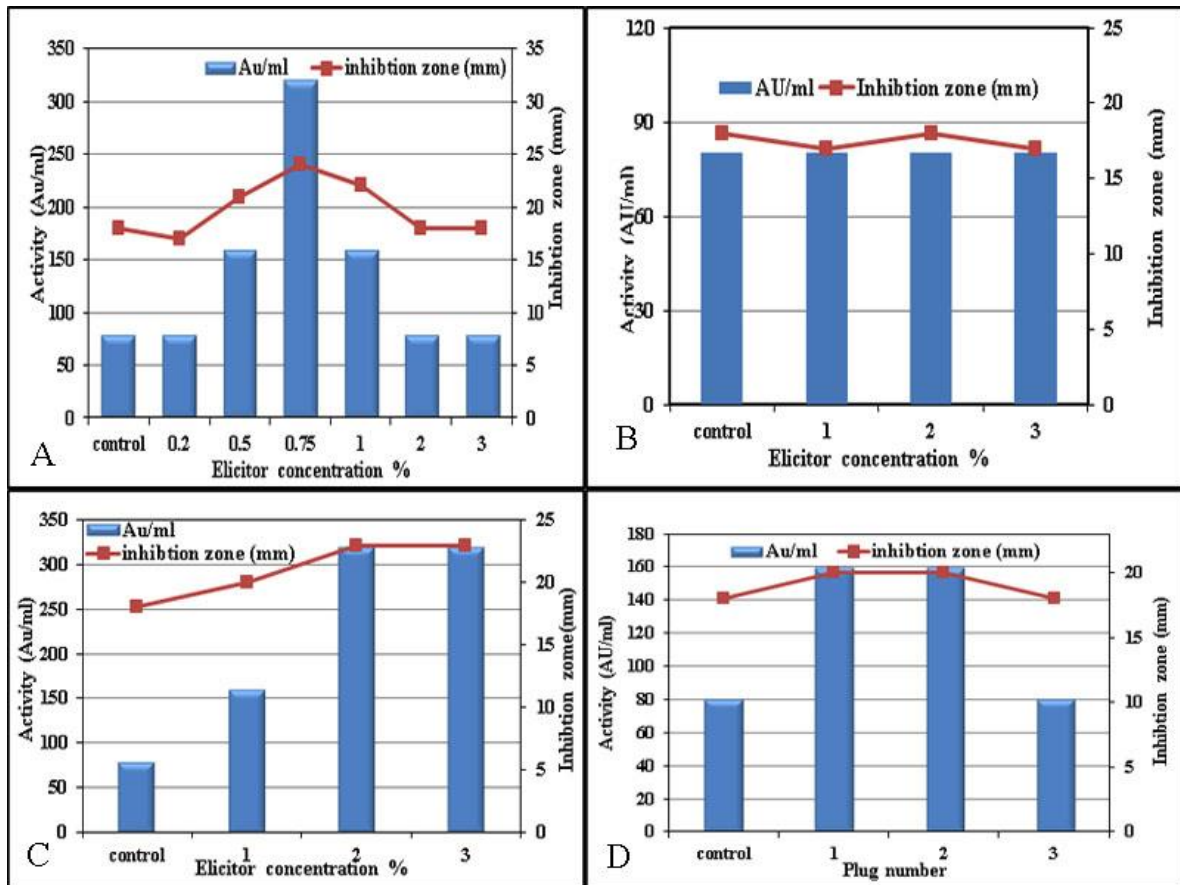 350
300
250
200
150
100
50
0
Activity (Au/ml)
Au/ml inhibtion zone (mm)
35
30
25
20
15
10
5
0
Inhibtion zone (mm)
control 0.2 0.5 0.75 1 2 3
Elicitor concentration %
A
120
90
60
30
0
Activity (AU/ml)
AU/ml Inhibtion zone (mm)
25
20
15
10
5
0
Inhibition zone (mm)
control 1 2 3
Elicitor concentration %
B
350
300
250
200
150
100
50
0
Activity (Au/ml)
Au/ml
inhibtion zone (mm)
25
20
15
10
5
0
Inhibition zome(mm)
control 1 2 3
Elicitor concentration %
C
180
160
140
120
100
80
60
40
20
0
Activity (AU/ml)
Au/ml inhibtion zone (mm)
20
15
10
5
0
Inhibition zone (mm)
control 1 2 3
Plug number
D